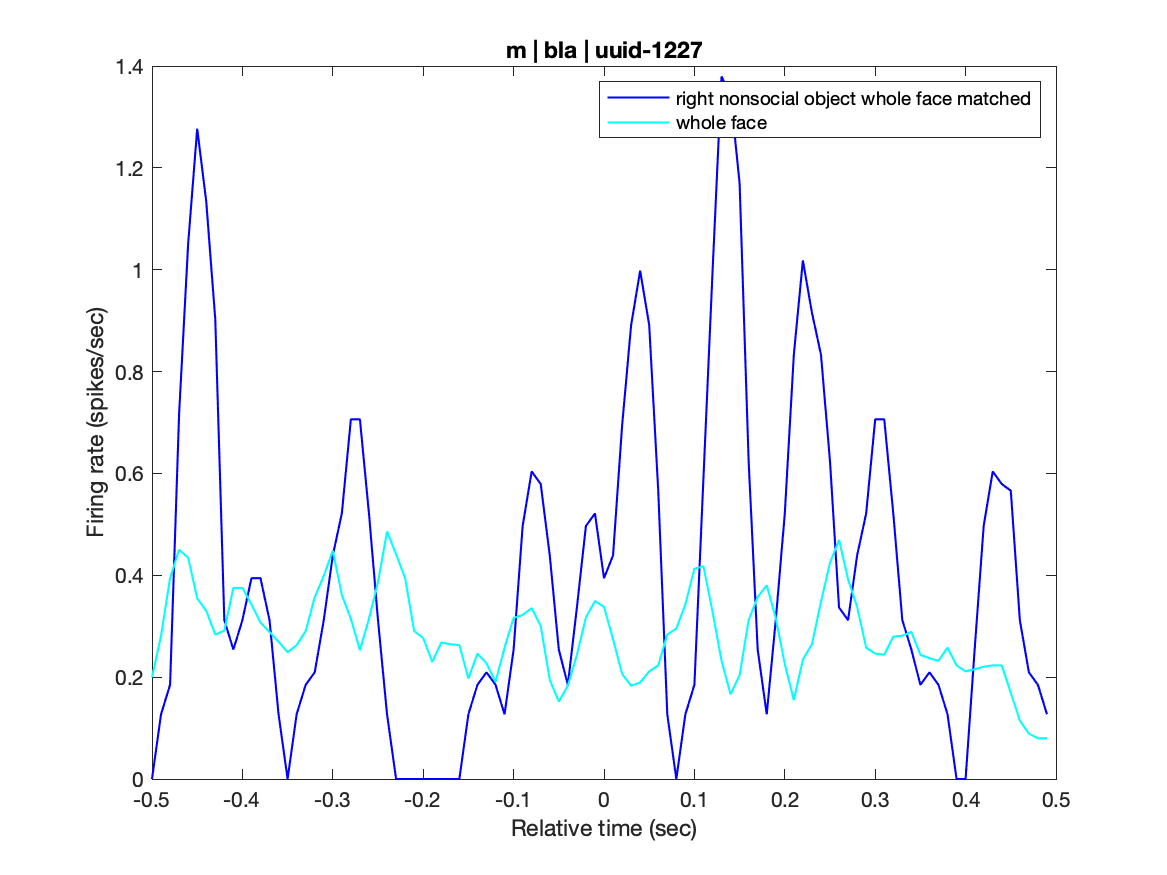 m | bla | uuid-1227
right nonsocial object whole face matched
whole face
Firing rate (spikes/sec)
1.4
1.2
1
0.8
0.6
0.4
0.2
0
-0.5 -0.4 -0.3 -0.2 -0.1 0 0.1 0.2 0.3 0.4 0.5
Relative time (sec)